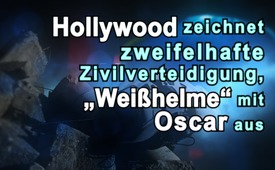 Hollywood zeichnet
zweifelhafte
Zivilverteidigung,
„Weißhelme“ mit
Oscar aus